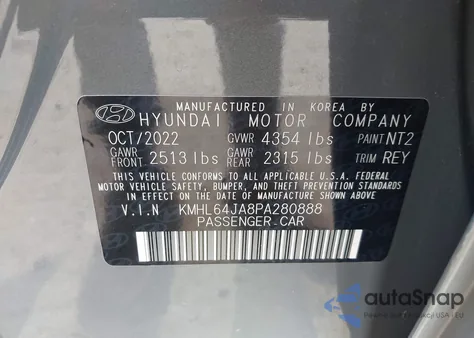 MANUFACTURED IN KOREA BY
HYUNDAI MOTOR COMPANY
OCT/2022 GVWR 4354 lbs PAINT NT2
GAWR FRONT 2513 lbs GAWR REAR 2315 lbs TRIM REY
THIS VEHICLE CONFORMS TO ALL APPLICABLE U.S.A. FEDERAL
MOTOR VEHICLE SAFETY, BUMPER, AND THEFT PREVENTION
STANDARDS IN EFFECT ON THE DATE OF MANUFACTURE SHOWN ABOVE
V.I.N KMHL64JA8PA280888
PASSENGER CAR
autoSnap